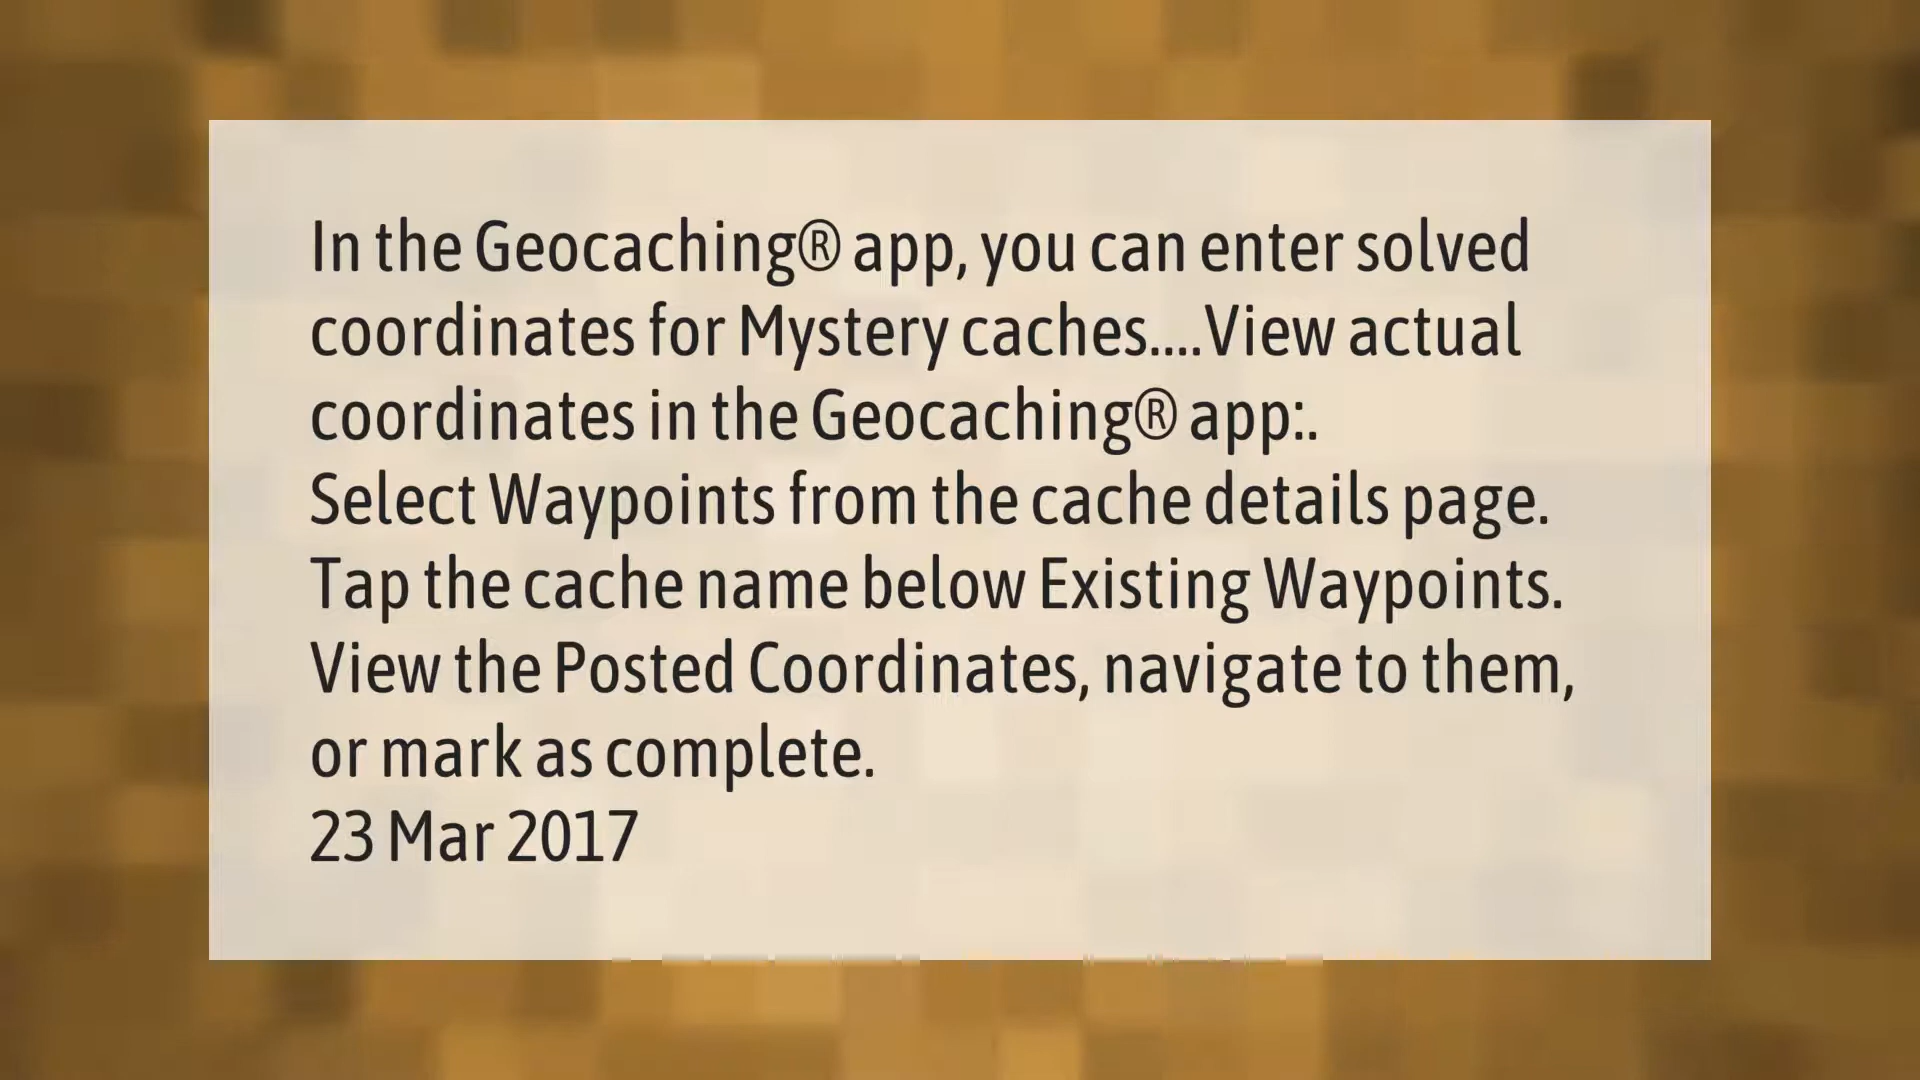 In the Geocaching® app, you can enter solved
coordinates for Mystery caches....View actual
coordinates in the Geocaching® app:.
Select Waypoints from the cache details page.
Tap the cache name below Existing Waypoints.
View the Posted Coordinates, navigate to them,
or mark as complete.
23 Mar 2017